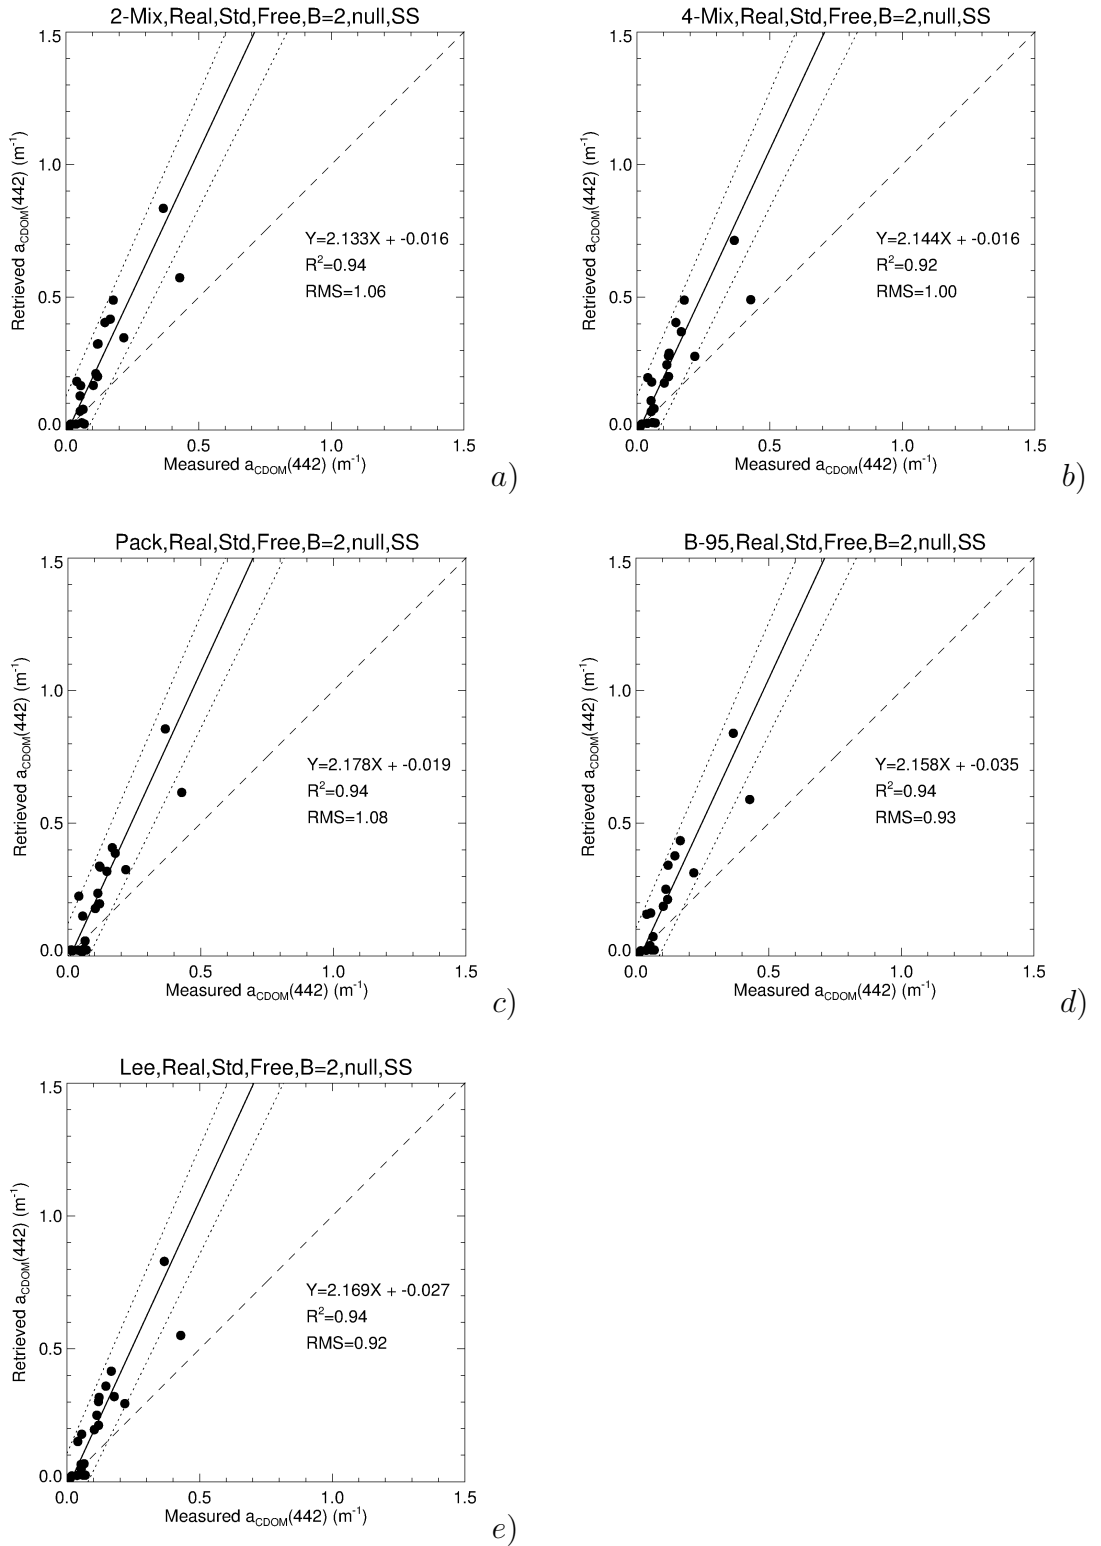 2-Mix,Real,Std,Free,B=2,null,SS
1.5
1.0
0.5
0.0
Retrieved aCDOM(442) (m-1)
Y=2.133X + -0.016
R2=0.94
RMS=1.06
0.0 0.5 1.0 1.5
Measured aCDOM(442) (m-1)
a)
4-Mix,Real,Std,Free,B=2,null,SS
1.5
1.0
0.5
0.0
Retrieved aCDOM(442) (m-1)
Y=2.144X + -0.016
R2=0.92
RMS=1.00
0.0 0.5 1.0 1.5
Measured aCDOM(442) (m-1)
b)
Pack,Real,Std,Free,B=2,null,SS
1.5
1.0
0.5
0.0
Retrieved aCDOM(442) (m-1)
Y=2.178X + -0.019
R2=0.94
RMS=1.08
0.0 0.5 1.0 1.5
Measured aCDOM(442) (m-1)
c)
B-95,Real,Std,Free,B=2,null,SS
1.5
1.0
0.5
0.0
Retrieved aCDOM(442) (m-1)
Y=2.158X + -0.035
R2=0.94
RMS=0.93
0.0 0.5 1.0 1.5
Measured aCDOM(442) (m-1)
d)
Lee,Real,Std,Free,B=2,null,SS
1.5
1.0
0.5
0.0
Retrieved aCDOM(442) (m-1)
Y=2.169X + -0.027
R2=0.94
RMS=0.92
0.0 0.5 1.0 1.5
Measured aCDOM(442) (m-1)
e)